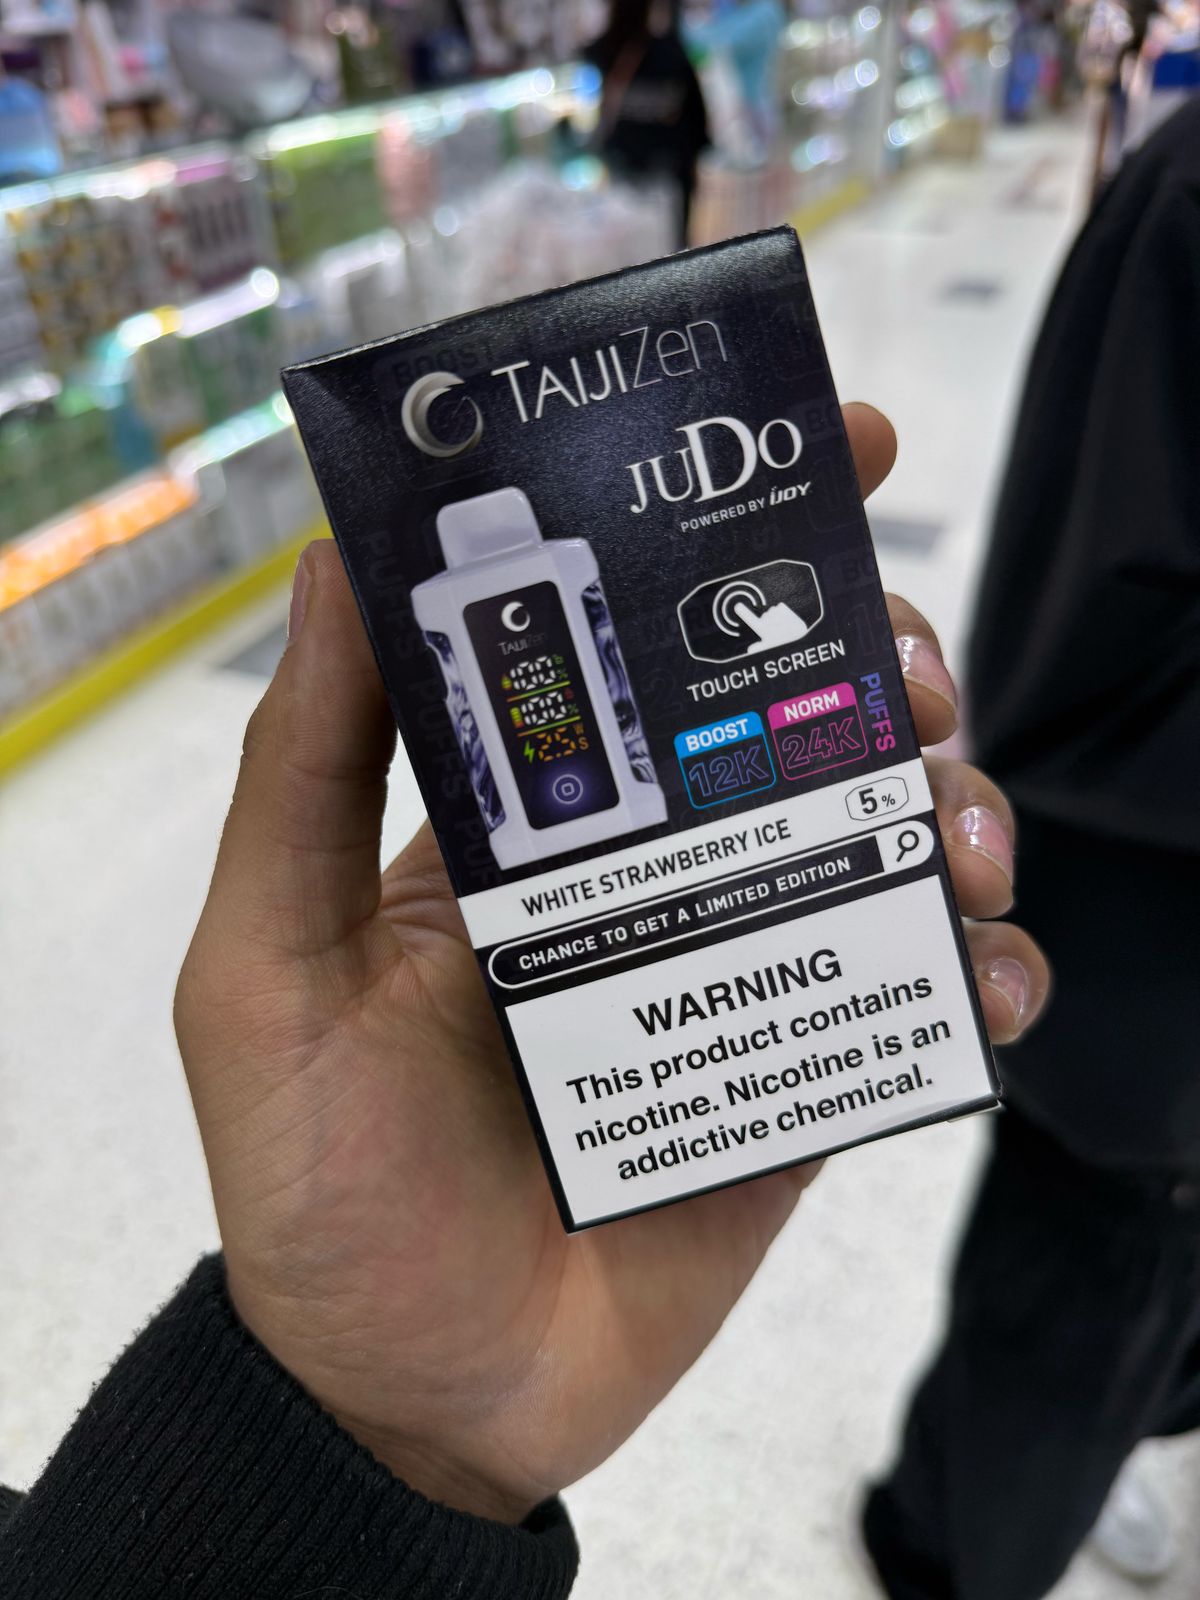 TAIJIZen
JUDO
POWERED BY iJOY
TAIJIZen
TOUCH SCREEN
BOOST
12K
NORM
24K
PUFFS
WHITE STRAWBERRY ICE
5%
CHANCE TO GET A LIMITED EDITION
WARNING
This product contains
nicotine. Nicotine is an
addictive chemical.